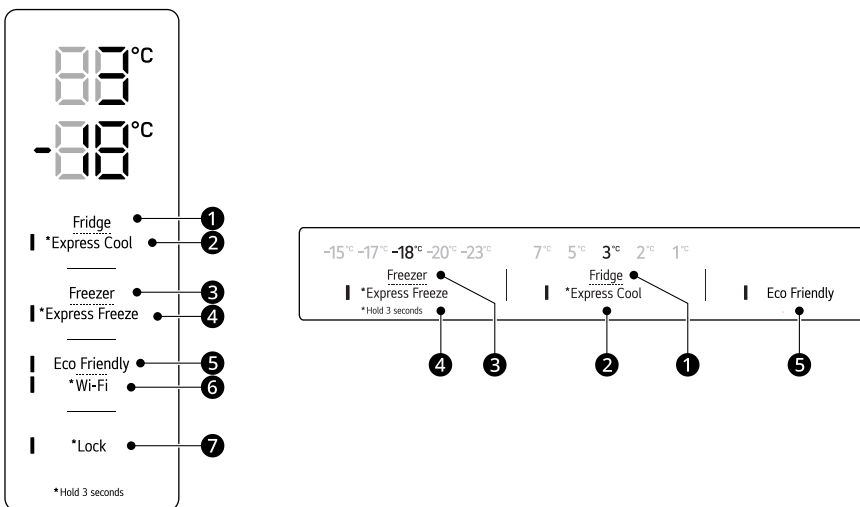 3 °C
-18 °C
Fridge 1
*Express Cool 2
Freezer 3
*Express Freeze 4
Eco Friendly 5
*Wi-Fi 6
*Lock 7
*Hold 3 seconds
-15°C -17°C -18°C -20°C -23°C 7°C 5°C 3°C 2°C 1°C
Freezer Fridge
*Express Freeze *Express Cool Eco Friendly
*Hold 3 seconds
4 3 2 1 5